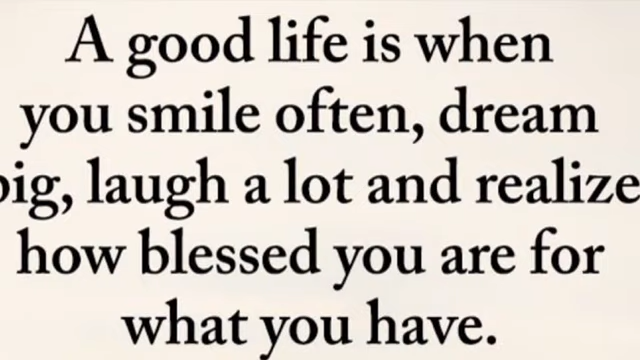 A good life is when
you smile often, dream
big, laugh a lot and realize
how blessed you are for
what you have.